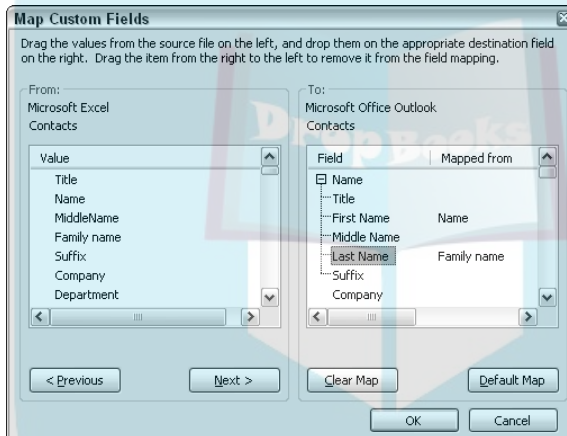 Map Custom Fields
Drag the values from the source file on the left, and drop them on the appropriate destination field
on the right. Drag the item from the right to the left to remove it from the field mapping.
From:
Microsoft Excel
Contacts
Value
Title
Name
MiddleName
Family name
Suffix
Company
Department
< Previous
Next >
To:
Microsoft Office Outlook
Contacts
Field Mapped from
Name
Title
First Name Name
Middle Name
Last Name Family name
Suffix
Company
Clear Map
Default Map
OK
Cancel
DropBooks